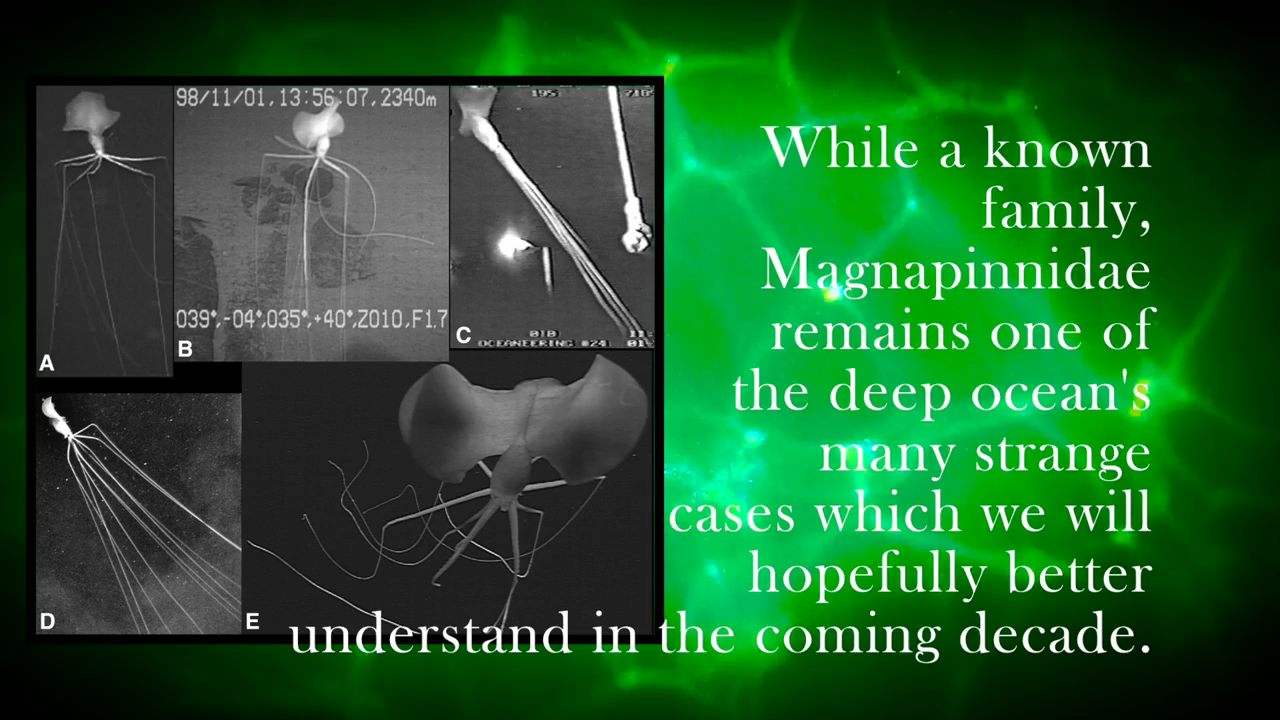 98/11/01,13:56:07,2340m
039°,-04°,035°,+40°,Z010,F1.7
A
B
195
C
OCEANEERING 024
D
E
While a known
family,
Magnapinnidae
remains one of
the deep ocean's
many strange
cases which we will
hopefully better
understand in the coming decade.